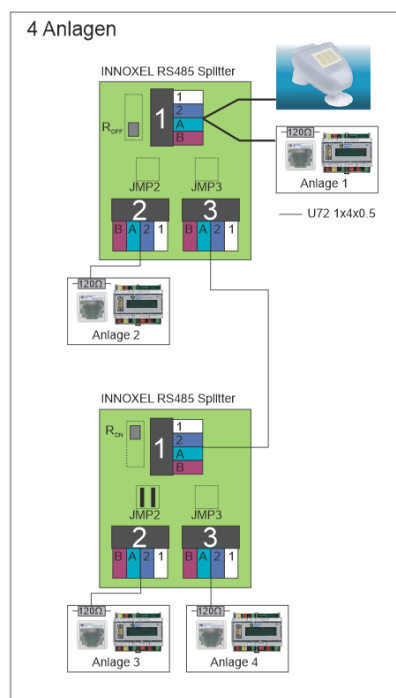 4 Anlagen
INNOXEL RS485 Splitter
1
1
2
A
B
R OFF
120Ω
Anlage 1
JMP2
JMP3
U72 1x4x0.5
2
3
B A 2 1
B A 2 1
120Ω
Anlage 2
INNOXEL RS485 Splitter
1
1
2
A
B
R ON
JMP2
JMP3
2
3
B A 2 1
B A 2 1
120Ω
120Ω
Anlage 3
Anlage 4